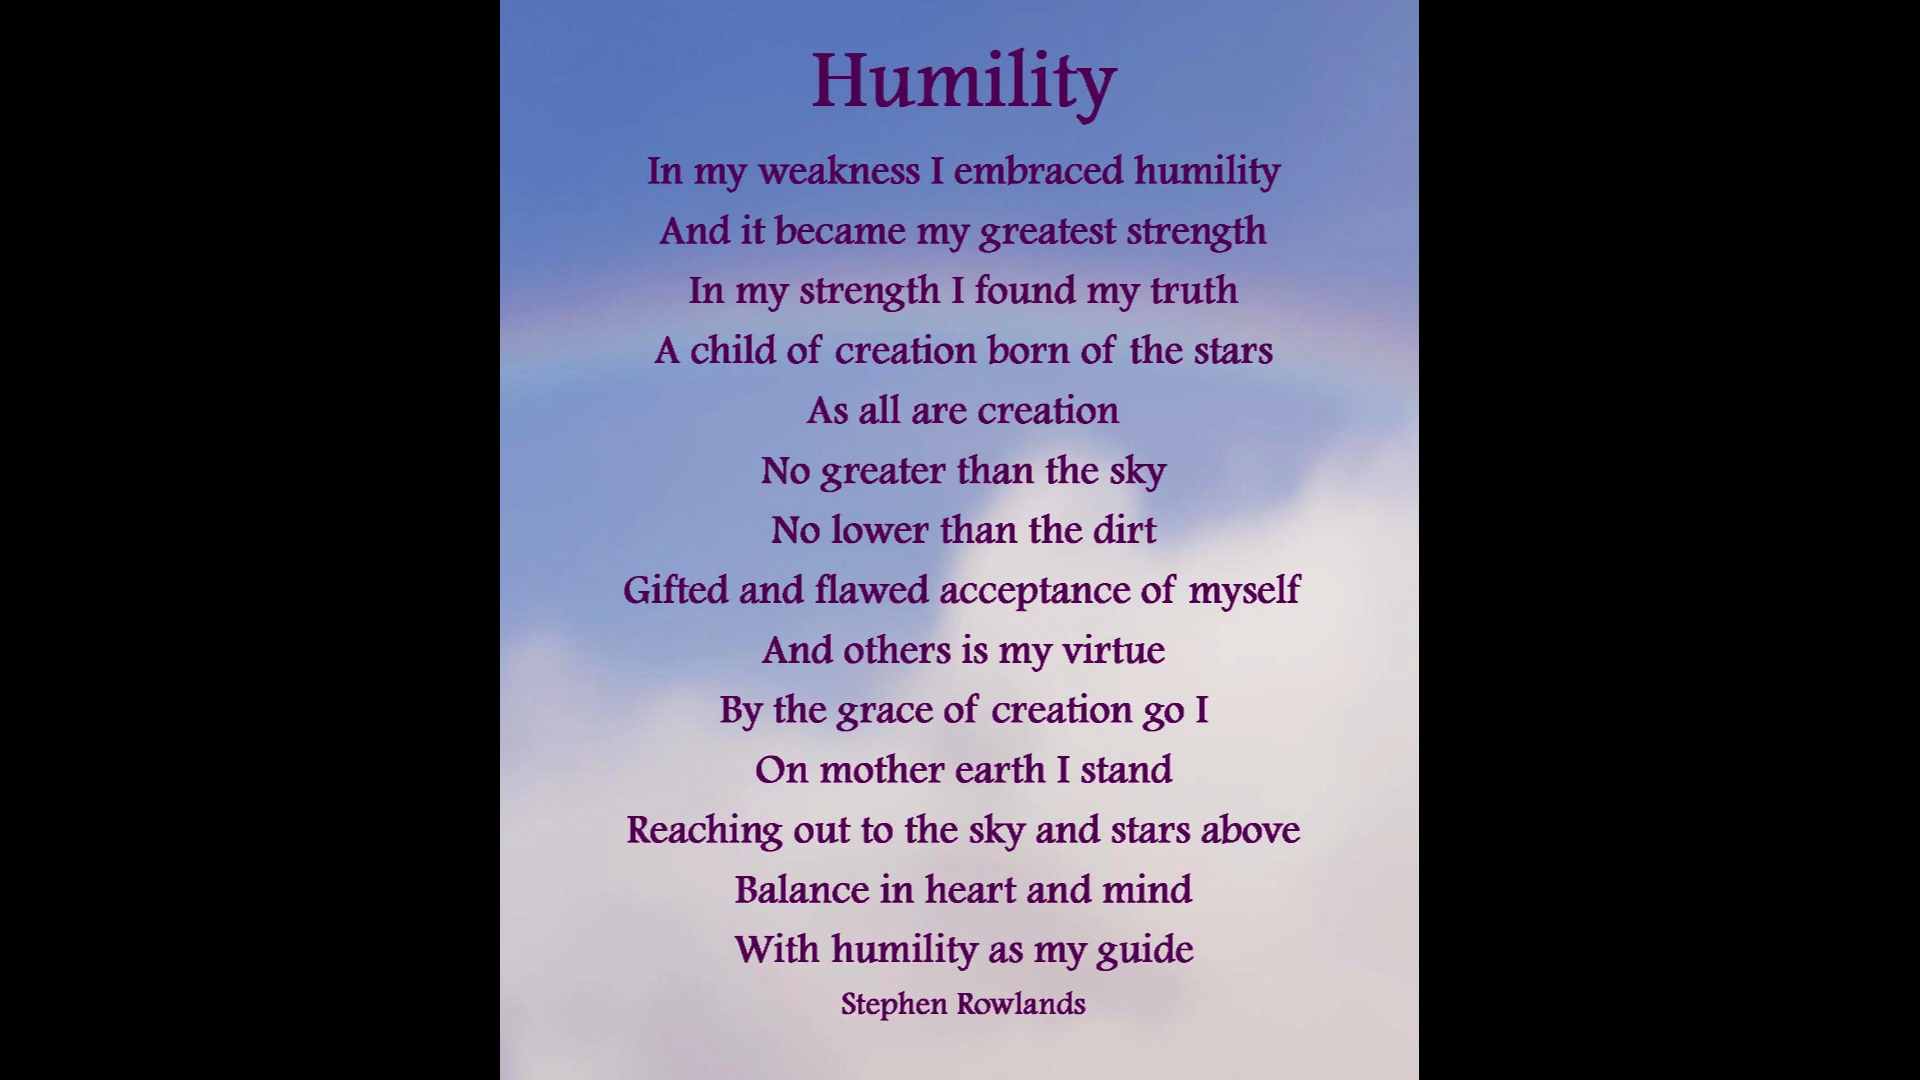 Humility
In my weakness I embraced humility
And it became my greatest strength
In my strength I found my truth
A child of creation born of the stars
As all are creation
No greater than the sky
No lower than the dirt
Gifted and flawed acceptance of myself
And others is my virtue
By the grace of creation go I
On mother earth I stand
Reaching out to the sky and stars above
Balance in heart and mind
With humility as my guide
Stephen Rowlands